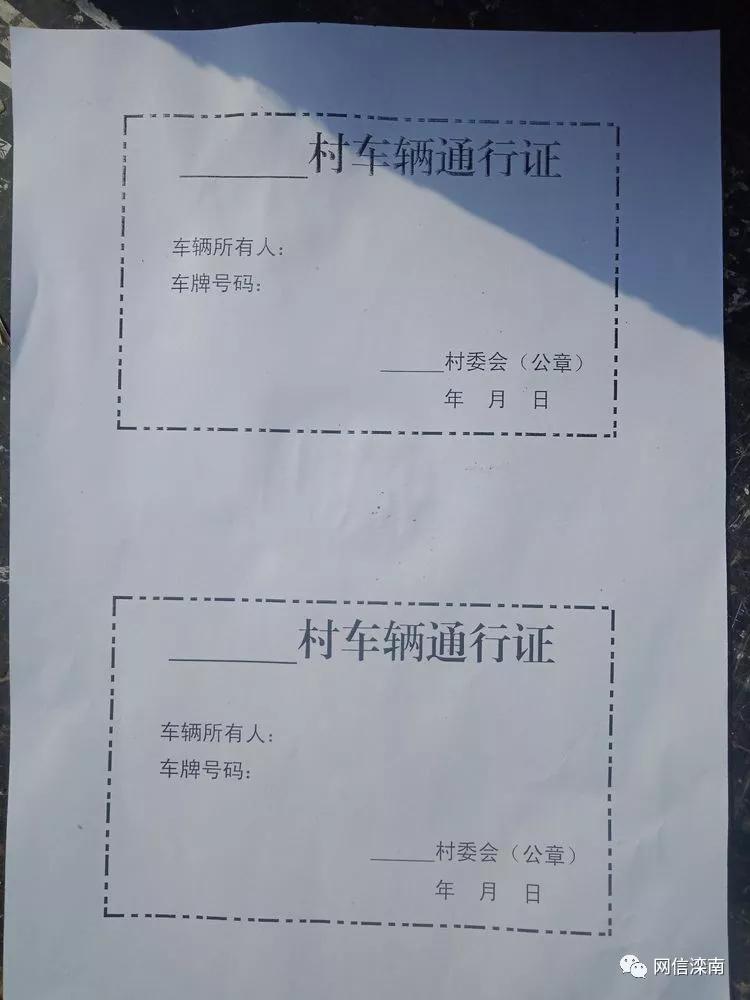 ______村车辆通行证
车辆所有人：
车牌号码：
______村委会（公章）
年 月 日
______村车辆通行证
车辆所有人：
车牌号码：
______村委会（公章）
年 月 日
网信滦南